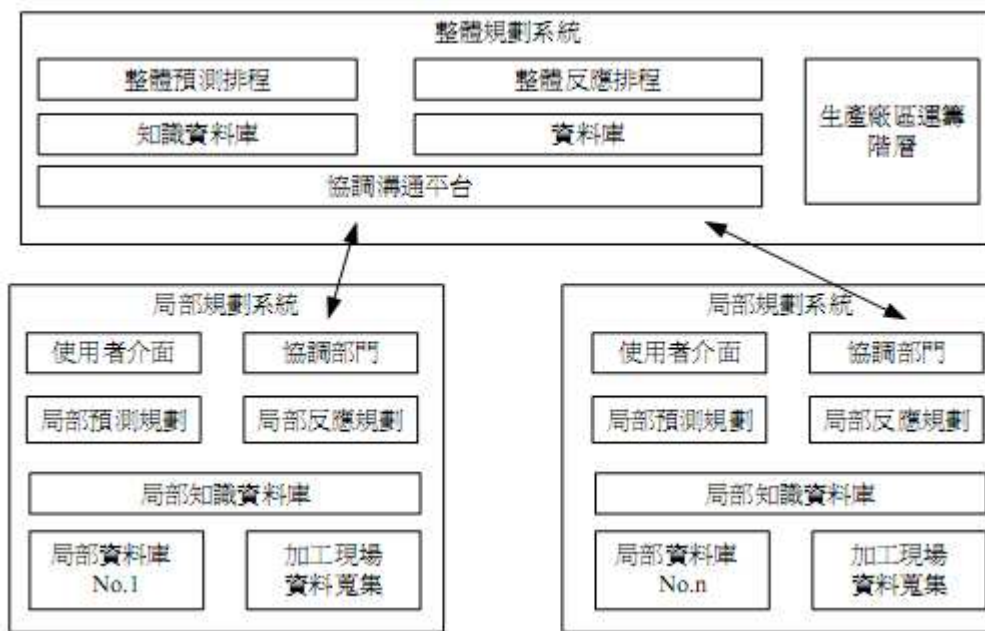 整體規劃系統
整體預測排程
整體反應排程
知識資料庫
資料庫
協調溝通平台
生產廠區運籌
階層
局部規劃系統
使用者介面
協調部門
局部預測規劃
局部反應規劃
局部知識資料庫
局部資料庫
No.1
加工現場
資料蒐集
局部規劃系統
使用者介面
協調部門
局部預測規劃
局部反應規劃
局部知識資料庫
局部資料庫
No.n
加工現場
資料蒐集